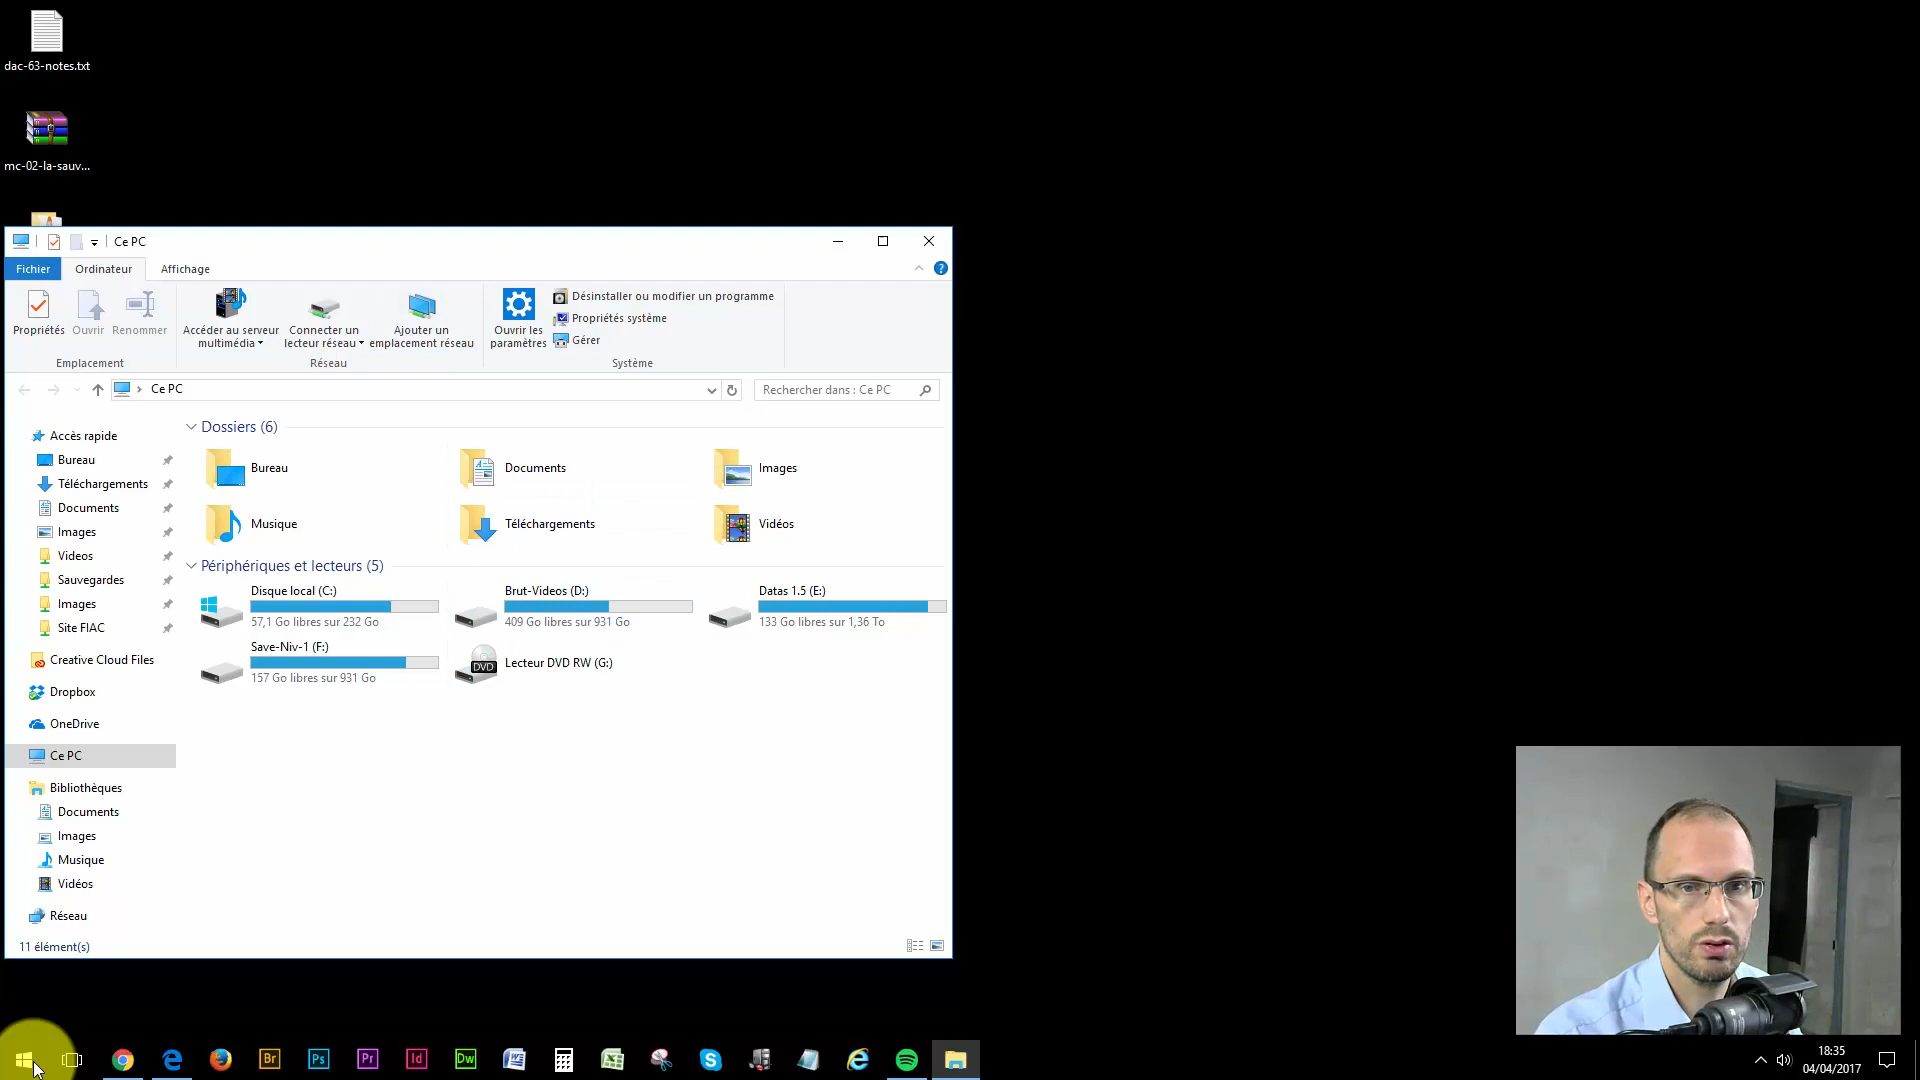 dac-63-notes.txt
mc-02-la-sauv...
Ce PC
Fichier
Ordinateur
Affichage
Propriétés
Ouvrir
Renommer
Emplacement
Accéder au serveur
multimédia
Connecter un
lecteur réseau
Ajouter un
emplacement réseau
Réseau
Ouvrir les
paramètres
Désinstaller ou modifier un programme
Propriétés système
Gérer
Système
Ce PC
Rechercher dans : Ce PC
Accès rapide
Bureau
Téléchargements
Documents
Images
Videos
Sauvegardes
Images
Site FIAC
Creative Cloud Files
Dropbox
OneDrive
Ce PC
Bibliothèques
Documents
Images
Musique
Vidéos
Réseau
Dossiers (6)
Bureau
Documents
Images
Musique
Téléchargements
Vidéos
Périphériques et lecteurs (5)
Disque local (C:)
57,1 Go libres sur 232 Go
Brut-Videos (D:)
409 Go libres sur 931 Go
Datas 1.5 (E:)
133 Go libres sur 1,36 To
Save-Niv-1 (F:)
157 Go libres sur 931 Go
DVD
Lecteur DVD RW (G:)
11 élément(s)
Br
Ps
Pr
Id
Dw
18:35
04/04/2017